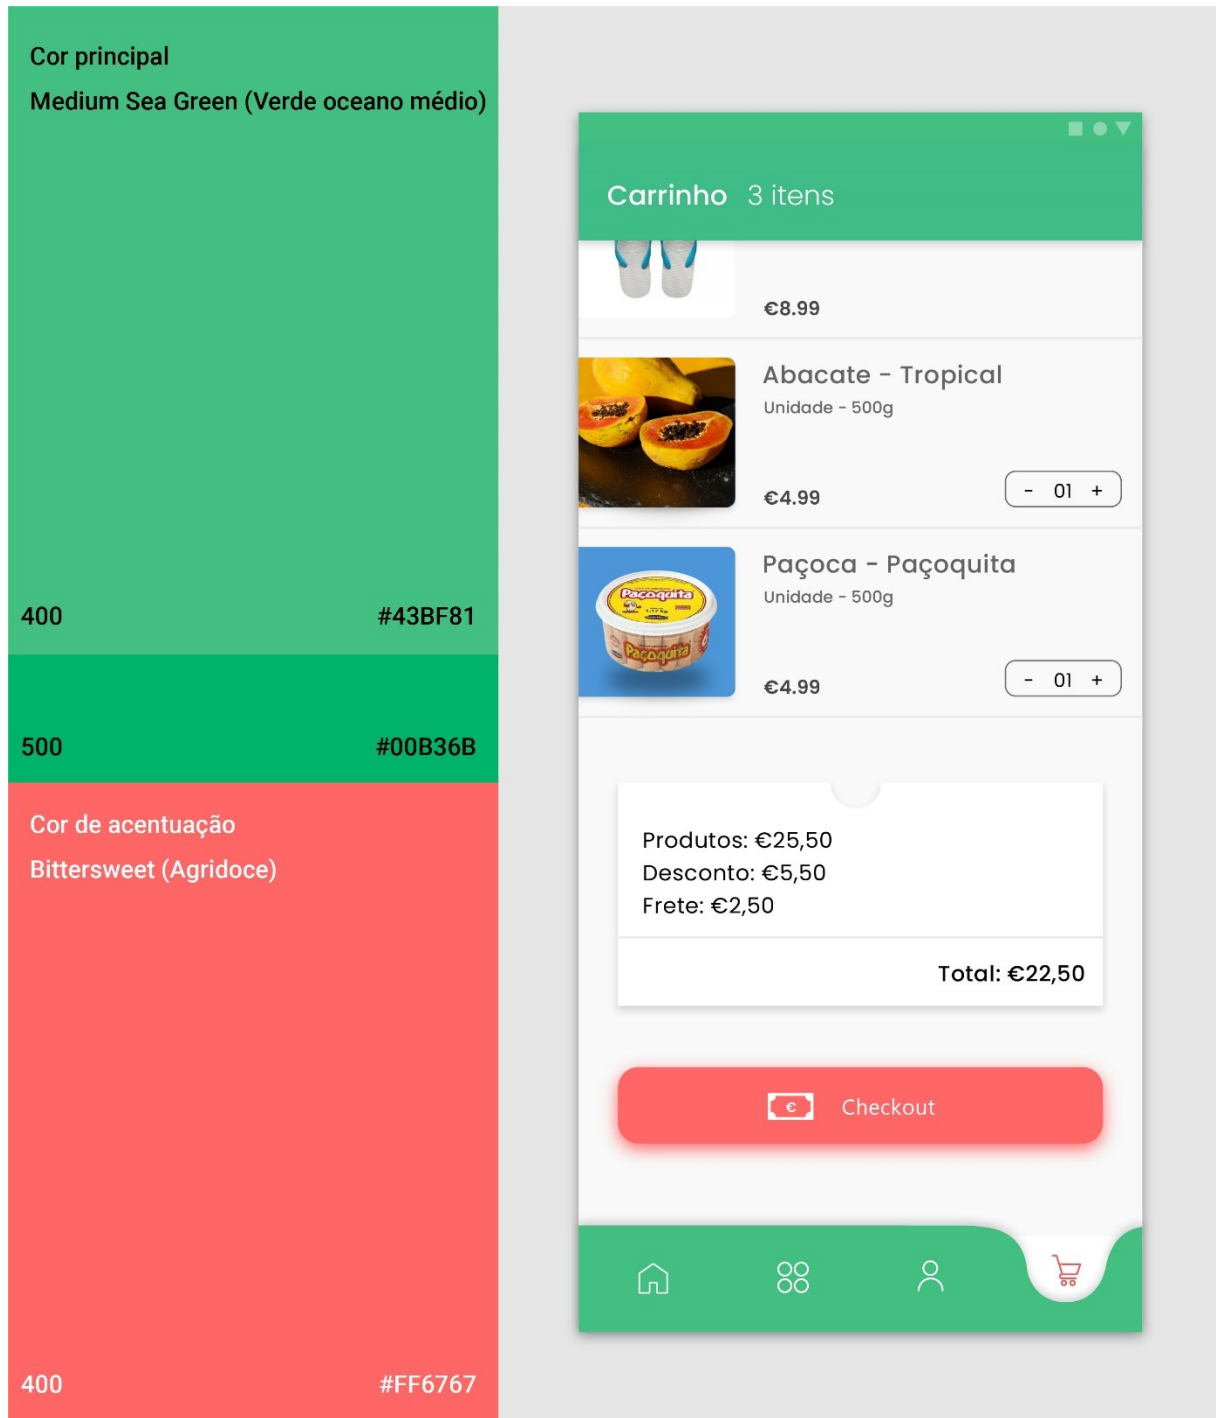 Cor principal
Medium Sea Green (Verde oceano médio)
400 #43BF81
500 #00B36B
Cor de acentuação
Bittersweet (Agridoce)
400 #FF6767
Carrinho 3 itens
€8.99
Abacate - Tropical
Unidade - 500g
€4.99
- 01 +
Paçoquita
Paçoquita
Paçoca - Paçoquita
Unidade - 500g
€4.99
- 01 +
Produtos: €25,50
Desconto: €5,50
Frete: €2,50
Total: €22,50
€ Checkout